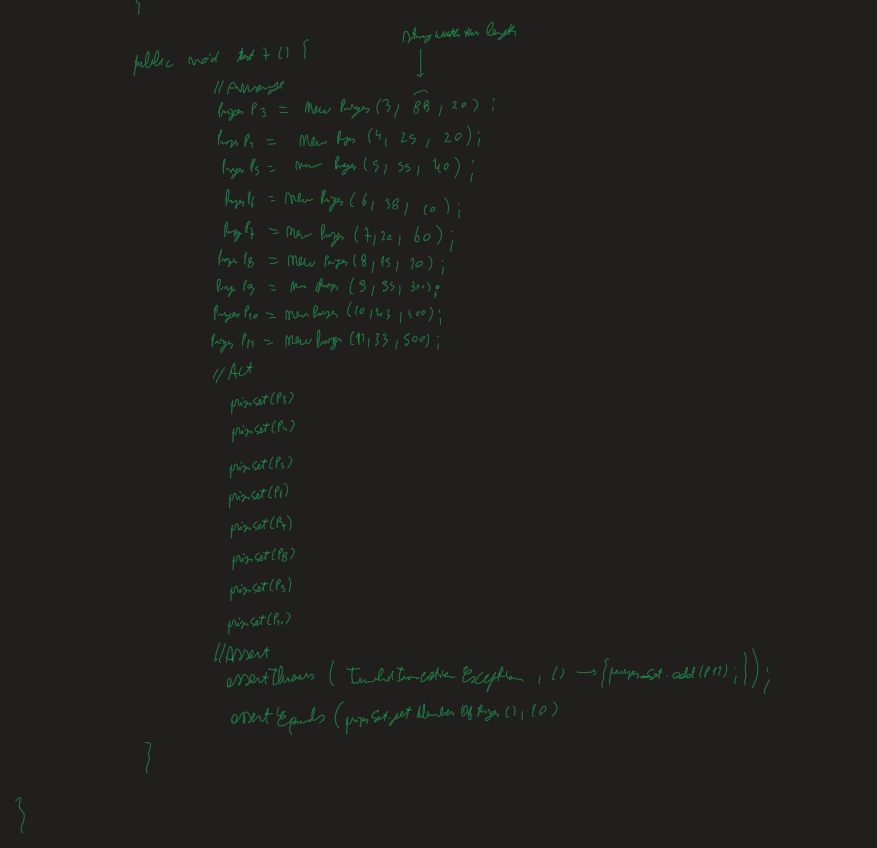 }
public void test 7 () {
String with this length
//Arrange
Prizes P3 = new Prizes (3, 88, 20) ;
Prizes P4 = new Prizes (4, 25, 20) ;
Prizes P5 = new Prizes (5, 55, 40) ;
Prizes P6 = new Prizes (6, 38, 10) ;
Prizes P7 = new Prizes (7, 20, 60) ;
Prizes P8 = new Prizes (8, 15, 70) ;
Prizes P9 = new Prizes (9, 95, 300) ;
Prizes P10 = new Prizes (10, 43, 400) ;
Prizes P11 = new Prizes (11, 33, 500) ;
//Act
prizeset(P3)
prizeset(P4)
prizeset(P5)
prizeset(P6)
prizeset(P7)
prizeset(P8)
prizeset(P9)
prizeset(P10)
//Assert
assertThrows ( Exception, () → {prizeset.add(P11) ; }) ;
assertEquals (prizeset.get Number Of Prizes (), 10)
}
}